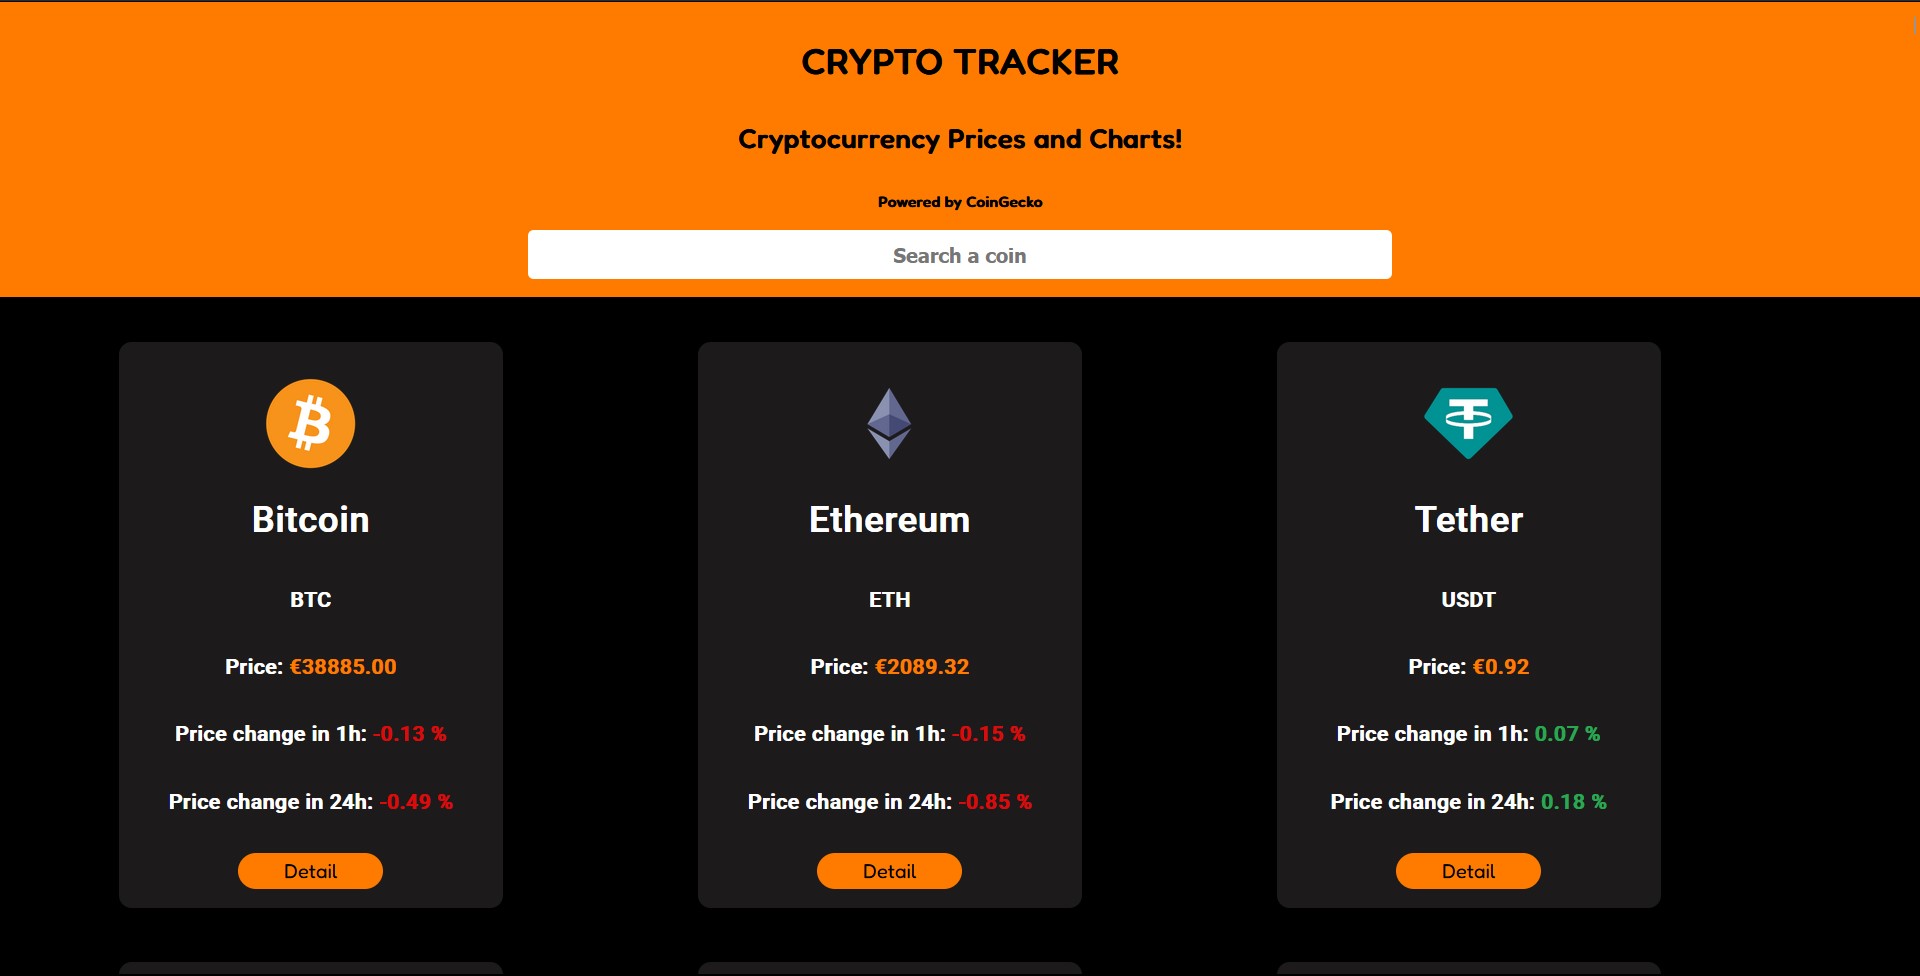 CRYPTO TRACKER
Cryptocurrency Prices and Charts!
Powered by CoinGecko
Search a coin
Bitcoin
BTC
Price: €38885.00
Price change in 1h: -0.13 %
Price change in 24h: -0.49 %
Detail
Ethereum
ETH
Price: €2089.32
Price change in 1h: -0.15 %
Price change in 24h: -0.85 %
Detail
Tether
USDT
Price: €0.92
Price change in 1h: 0.07 %
Price change in 24h: 0.18 %
Detail